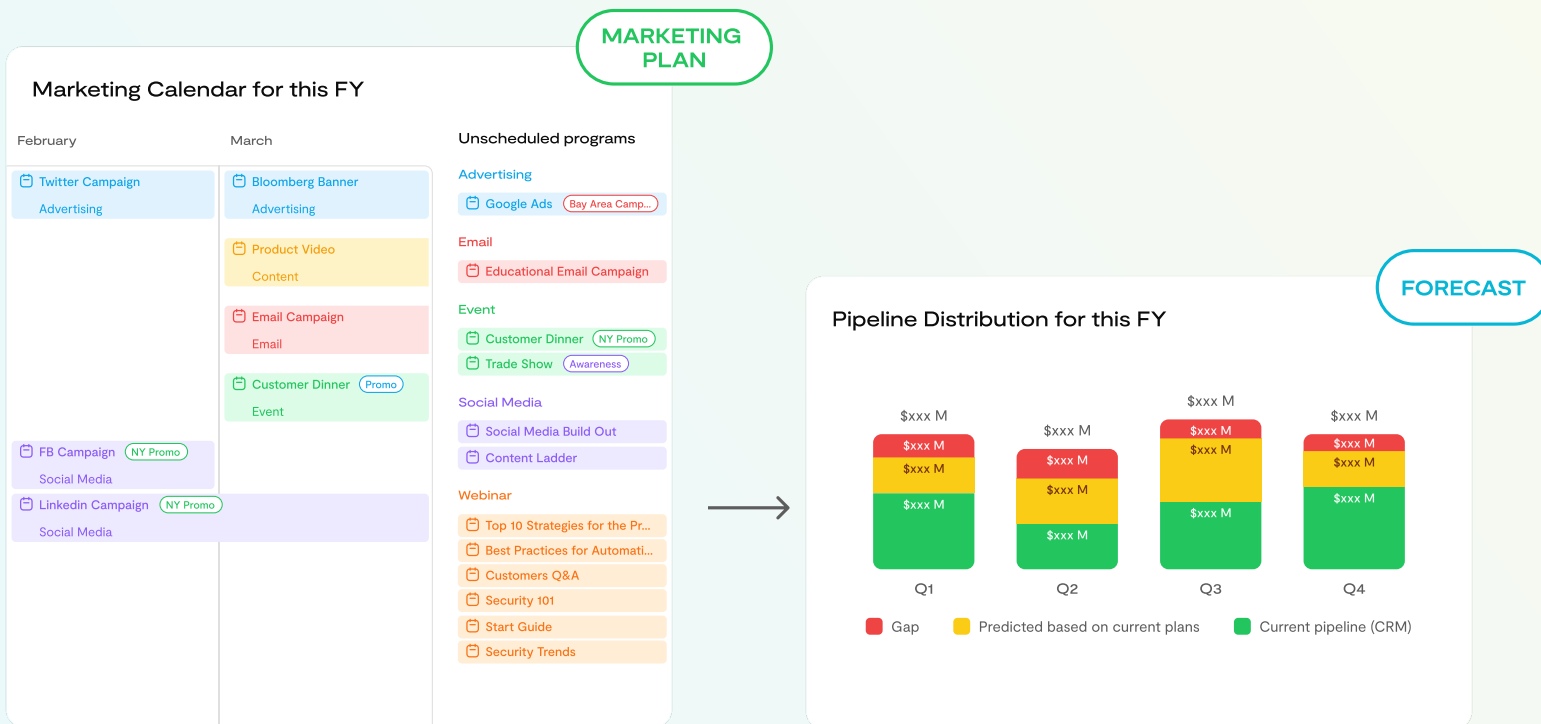 MARKETING
PLAN
Marketing Calendar for this FY
February
March
Unscheduled programs
Twitter Campaign
Advertising
Bloomberg Banner
Advertising
Product Video
Content
Email Campaign
Email
Customer Dinner Promo
Event
FB Campaign NY Promo
Social Media
Linkedin Campaign NY Promo
Social Media
Advertising
Google Ads Bay Area Camp...
Email
Educational Email Campaign
Event
Customer Dinner NY Promo
Trade Show Awareness
Social Media
Social Media Build Out
Content Ladder
Webinar
Top 10 Strategies for the Pr...
Best Practices for Automati...
Customers Q&A
Security 101
Start Guide
Security Trends
FORECAST
Pipeline Distribution for this FY
$xxx M
$xxx M
$xxx M
$xxx M
Q1
$xxx M
$xxx M
$xxx M
$xxx M
Q2
$xxx M
$xxx M
$xxx M
$xxx M
Q3
$xxx M
$xxx M
$xxx M
$xxx M
Q4
Gap
Predicted based on current plans
Current pipeline (CRM)